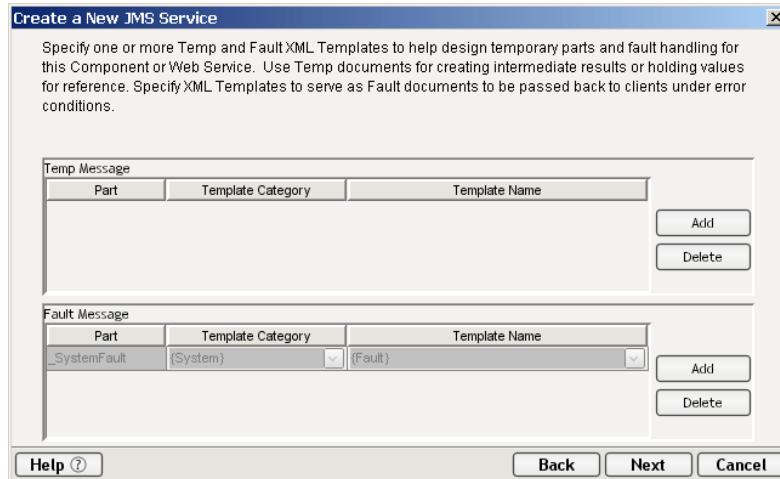 Create a New JMS Service
Specify one or more Temp and Fault XML Templates to help design temporary parts and fault handling for
this Component or Web Service.  Use Temp documents for creating intermediate results or holding values
for reference. Specify XML Templates to serve as Fault documents to be passed back to clients under error
conditions.
Temp Message
Part Template Category Template Name
Add
Delete
Fault Message
Part Template Category Template Name
_SystemFault {System} {Fault}
Add
Delete
Help ? Back Next Cancel